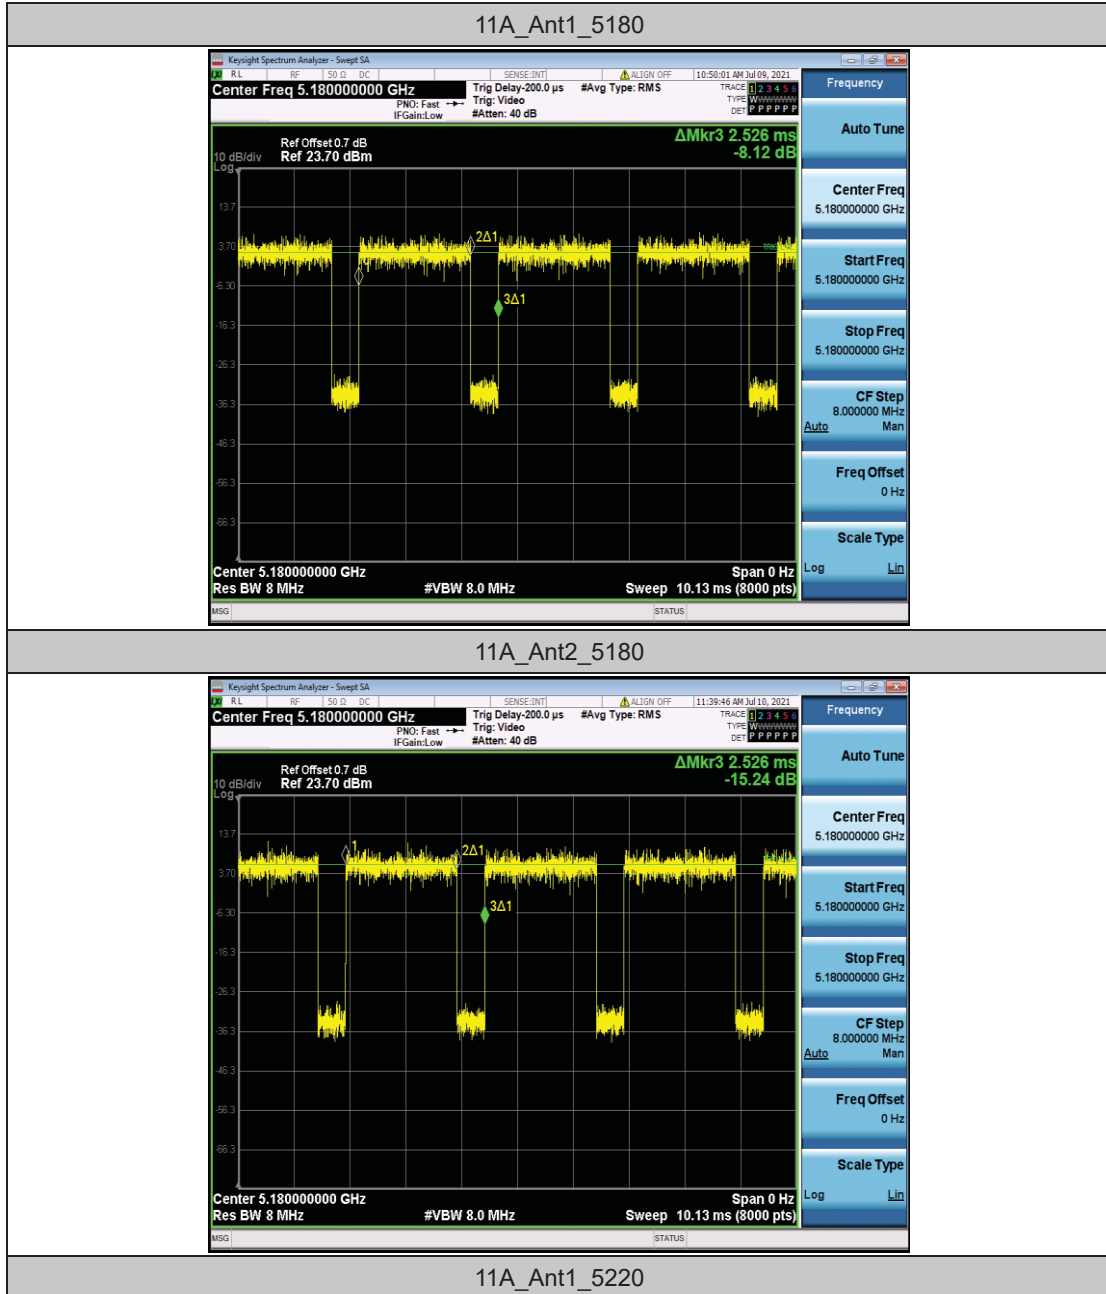 11A_Ant1_5180
Keysight Spectrum Analyzer - Swept SA
RL RF 50 Ω DC SENSE:INT ALIGN OFF 10:50:01 AM Jul 09, 2021
Center Freq 5.180000000 GHz
PNO: Fast
IFGain:Low
Trig Delay-200.0 µs
Trig: Video
#Atten: 40 dB
#Avg Type: RMS
TRACE 1 2 3 4 5 6
TYPE WWWWWW
DET P P P P P P
ΔMkr3 2.526 ms
-8.12 dB
Ref Offset 0.7 dB
10 dB/div Ref 23.70 dBm
Log
13.7
3.70
-6.30
-16.3
-26.3
-36.3
-46.3
-56.3
-66.3
2Δ1
3Δ1
Center 5.180000000 GHz Span 0 Hz
Res BW 8 MHz #VBW 8.0 MHz Sweep 10.13 ms (8000 pts)
MSG STATUS
Frequency
Auto Tune
Center Freq
5.180000000 GHz
Start Freq
5.180000000 GHz
Stop Freq
5.180000000 GHz
CF Step
8.000000 MHz
Auto Man
Freq Offset
0 Hz
Scale Type
Log Lin
11A_Ant2_5180
Keysight Spectrum Analyzer - Swept SA
RL RF 50 Ω DC SENSE:INT ALIGN OFF 11:39:46 AM Jul 10, 2021
Center Freq 5.180000000 GHz
PNO: Fast
IFGain:Low
Trig Delay-200.0 µs
Trig: Video
#Atten: 40 dB
#Avg Type: RMS
TRACE 1 2 3 4 5 6
TYPE WWWWWW
DET P P P P P P
ΔMkr3 2.526 ms
-15.24 dB
Ref Offset 0.7 dB
10 dB/div Ref 23.70 dBm
Log
13.7
3.70
-6.30
-16.3
-26.3
-36.3
-46.3
-56.3
-66.3
1
2Δ1
3Δ1
Center 5.180000000 GHz Span 0 Hz
Res BW 8 MHz #VBW 8.0 MHz Sweep 10.13 ms (8000 pts)
MSG STATUS
Frequency
Auto Tune
Center Freq
5.180000000 GHz
Start Freq
5.180000000 GHz
Stop Freq
5.180000000 GHz
CF Step
8.000000 MHz
Auto Man
Freq Offset
0 Hz
Scale Type
Log Lin
11A_Ant1_5220